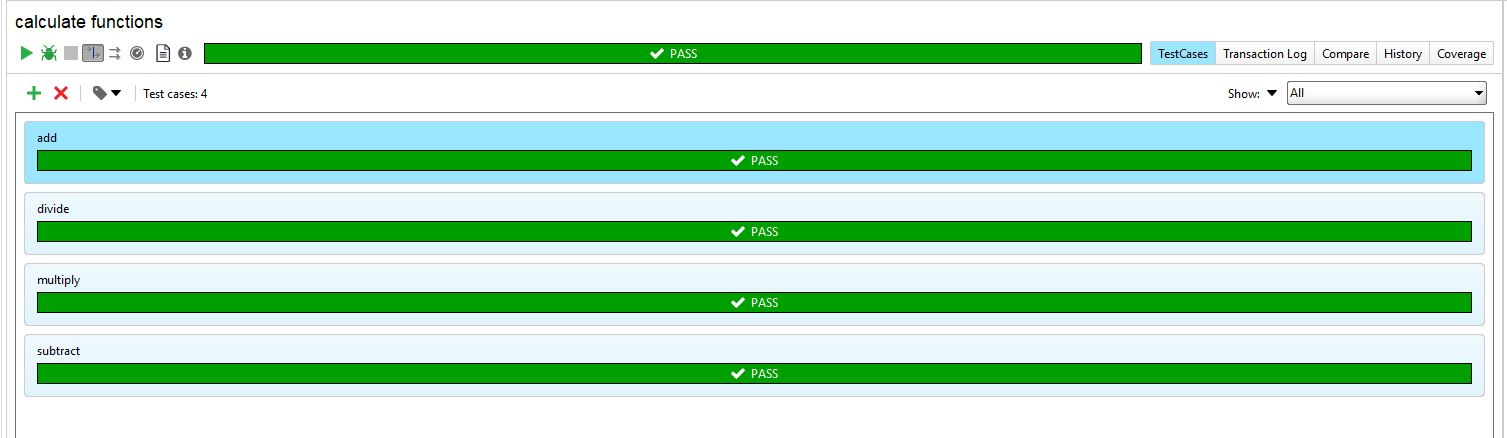 calculate functions
PASS TestCases Transaction Log Compare History Coverage
Test cases: 4 Show: All
add
PASS
divide
PASS
multiply
PASS
subtract
PASS